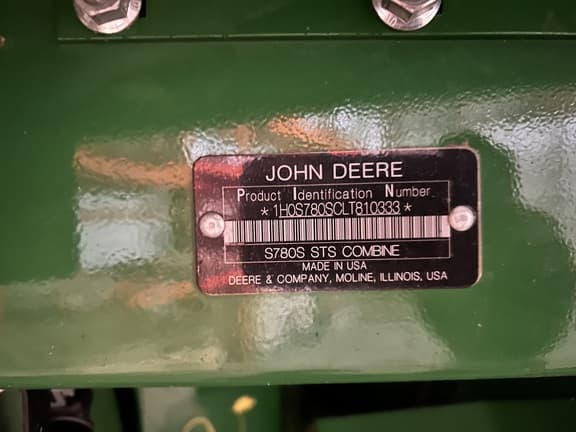 JOHN DEERE
Product Identification Number
*1H0S780SCLT810333*
S780S STS COMBINE
MADE IN USA
DEERE & COMPANY, MOLINE, ILLINOIS, USA